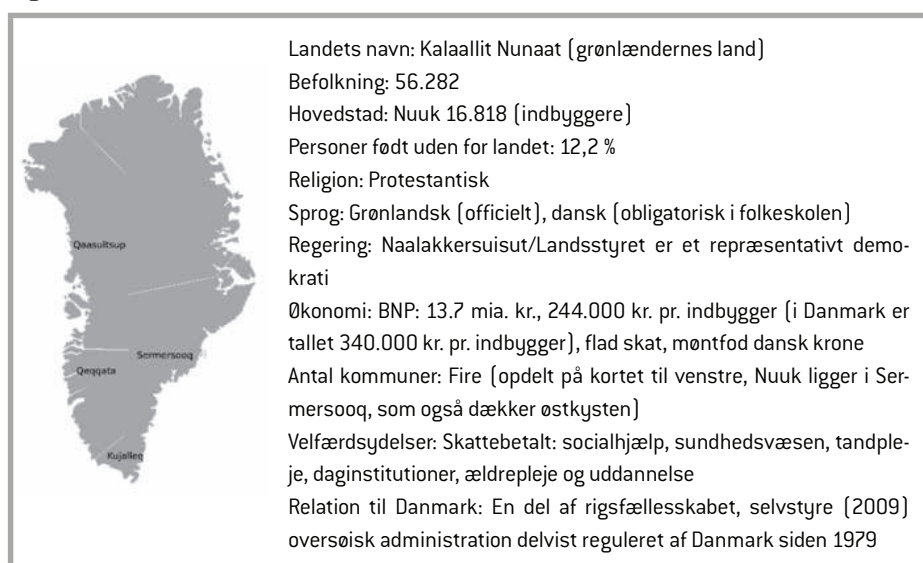 Landets navn: Kalaallit Nunaat (grønlændernes land)
Befolkning: 56.282
Hovedstad: Nuuk 16.818 (indbyggere)
Personer født uden for landet: 12,2 %
Religion: Protestantisk
Sprog: Grønlandsk (officielt), dansk (obligatorisk i folkeskolen)
Regering: Naalakkersuisut/Landsstyret er et repræsentativt demo-
krati
Økonomi: BNP: 13.7 mia. kr., 244.000 kr. pr. indbygger (i Danmark er
tallet 340.000 kr. pr. indbygger), flad skat, møntfod dansk krone
Antal kommuner: Fire (opdelt på kortet til venstre, Nuuk ligger i Ser-
mersooq, som også dækker østkysten)
Velfærdsydelser: Skattebetalt: socialhjælp, sundhedsvæsen, tandple-
je, daginstitutioner, ældrepleje og uddannelse
Relation til Danmark: En del af rigsfællesskabet, selvstyre (2009)
oversøisk administration delvist reguleret af Danmark siden 1979
Qaasuitsup
Sermersooq
Qeqqata
Kujalleq